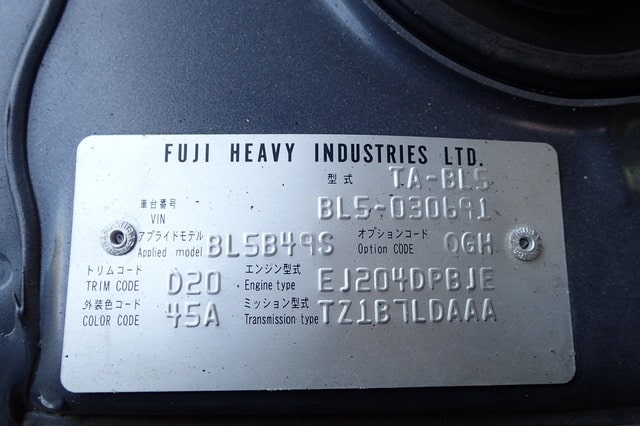 FUJI HEAVY INDUSTRIES LTD.
型式 TA-BL5
車台番号 VIN BL5-030691
アプライドモデル Applied model BL5B49S オプションコード Option CODE QGH
トリムコード TRIM CODE D20 エンジン型式 Engine type EJ204DPBJE
外装色コード COLOR CODE 45A ミッション型式 Transmission type TZ1B7LDAAA